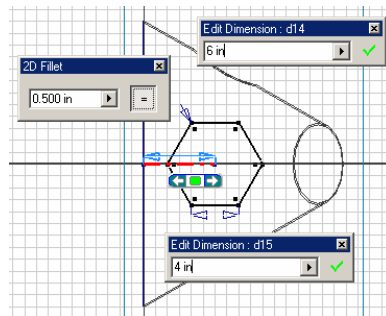 Edit Dimension : d14
6 in
2D Fillet
0.500 in
=
Edit Dimension : d15
4 in